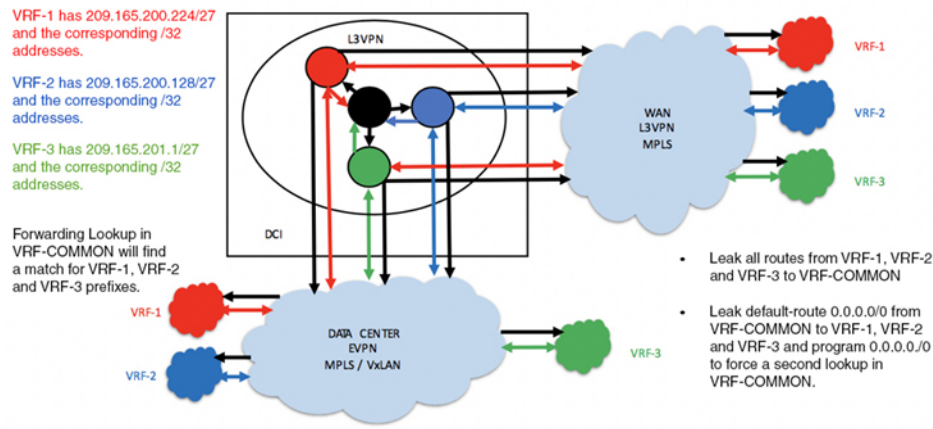 VRF-1 has 209.165.200.224/27
and the corresponding /32
addresses.
VRF-2 has 209.165.200.128/27
and the corresponding /32
addresses.
VRF-3 has 209.165.201.1/27
and the corresponding /32
addresses.
Forwarding Lookup in
VRF-COMMON will find
a match for VRF-1, VRF-2
and VRF-3 prefixes.
L3VPN
DCI
WAN
L3VPN
MPLS
VRF-1
VRF-2
VRF-3
VRF-1
VRF-2
DATA CENTER
EVPN
MPLS / VxLAN
VRF-3
• Leak all routes from VRF-1, VRF-2
and VRF-3 to VRF-COMMON
• Leak default-route 0.0.0.0/0 from
VRF-COMMON to VRF-1, VRF-2
and VRF-3 and program 0.0.0.0./0
to force a second lookup in
VRF-COMMON.